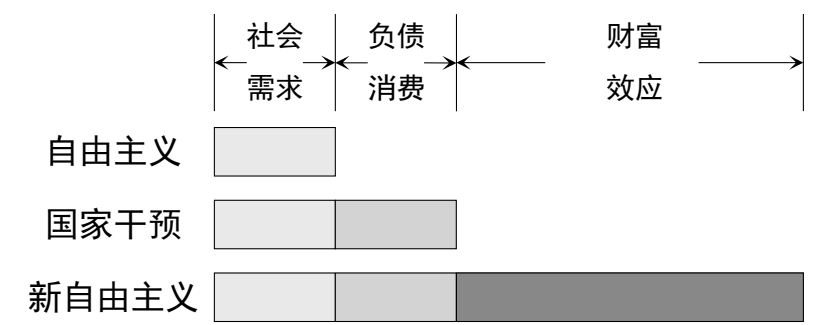 社会 负债 财富
需求 消费 效应
自由主义
国家干预
新自由主义